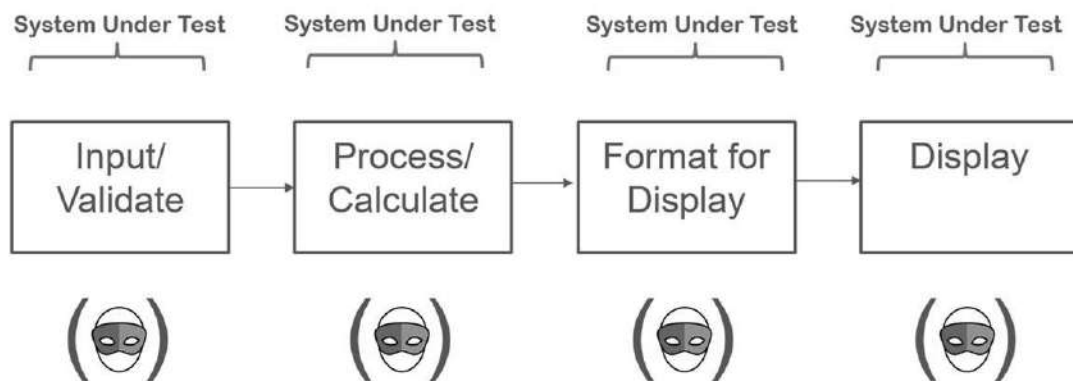 System Under Test
System Under Test
System Under Test
System Under Test
Input/
Validate
Process/
Calculate
Format for
Display
Display